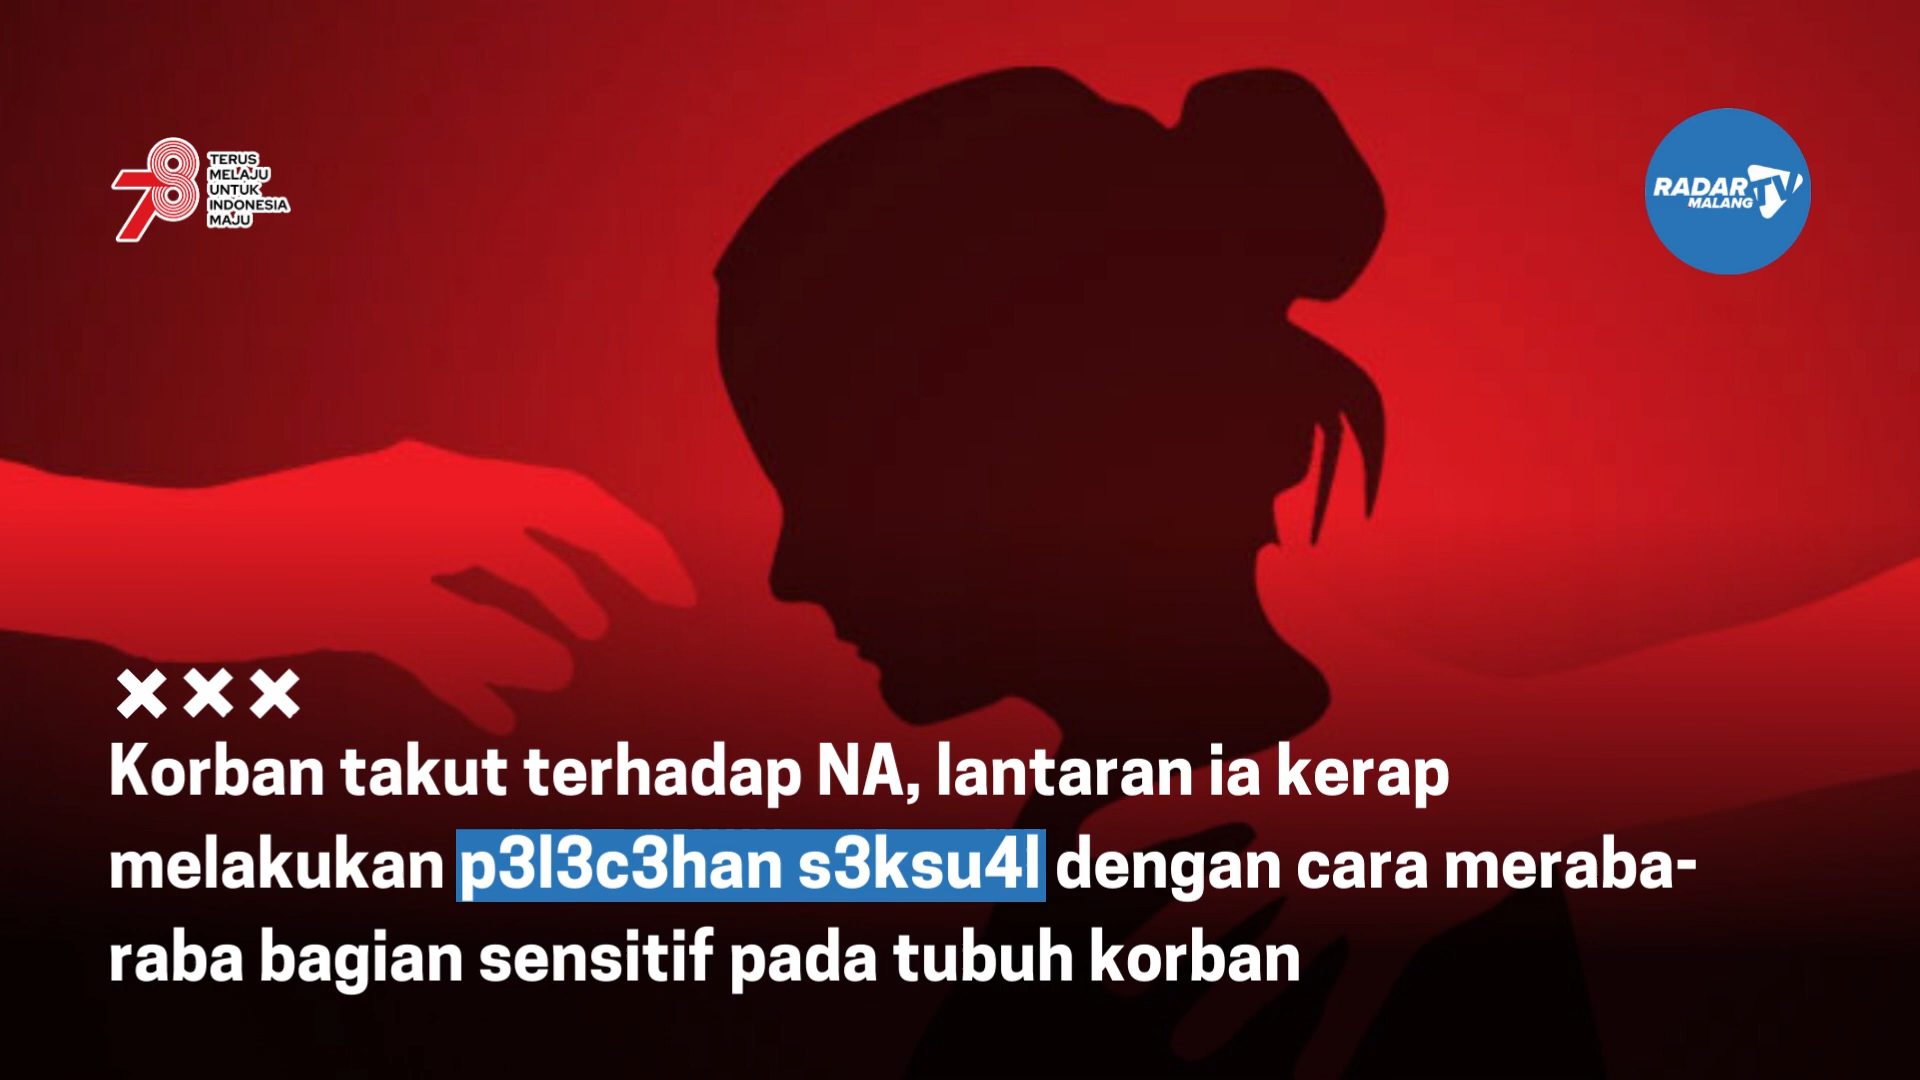 78 TERUS
MELAJU
UNTUK
INDONESIA
MAJU
RADAR TV
MALANG
Korban takut terhadap NA, lantaran ia kerap
melakukan p3l3c3han s3ksu4l dengan cara meraba-
raba bagian sensitif pada tubuh korban